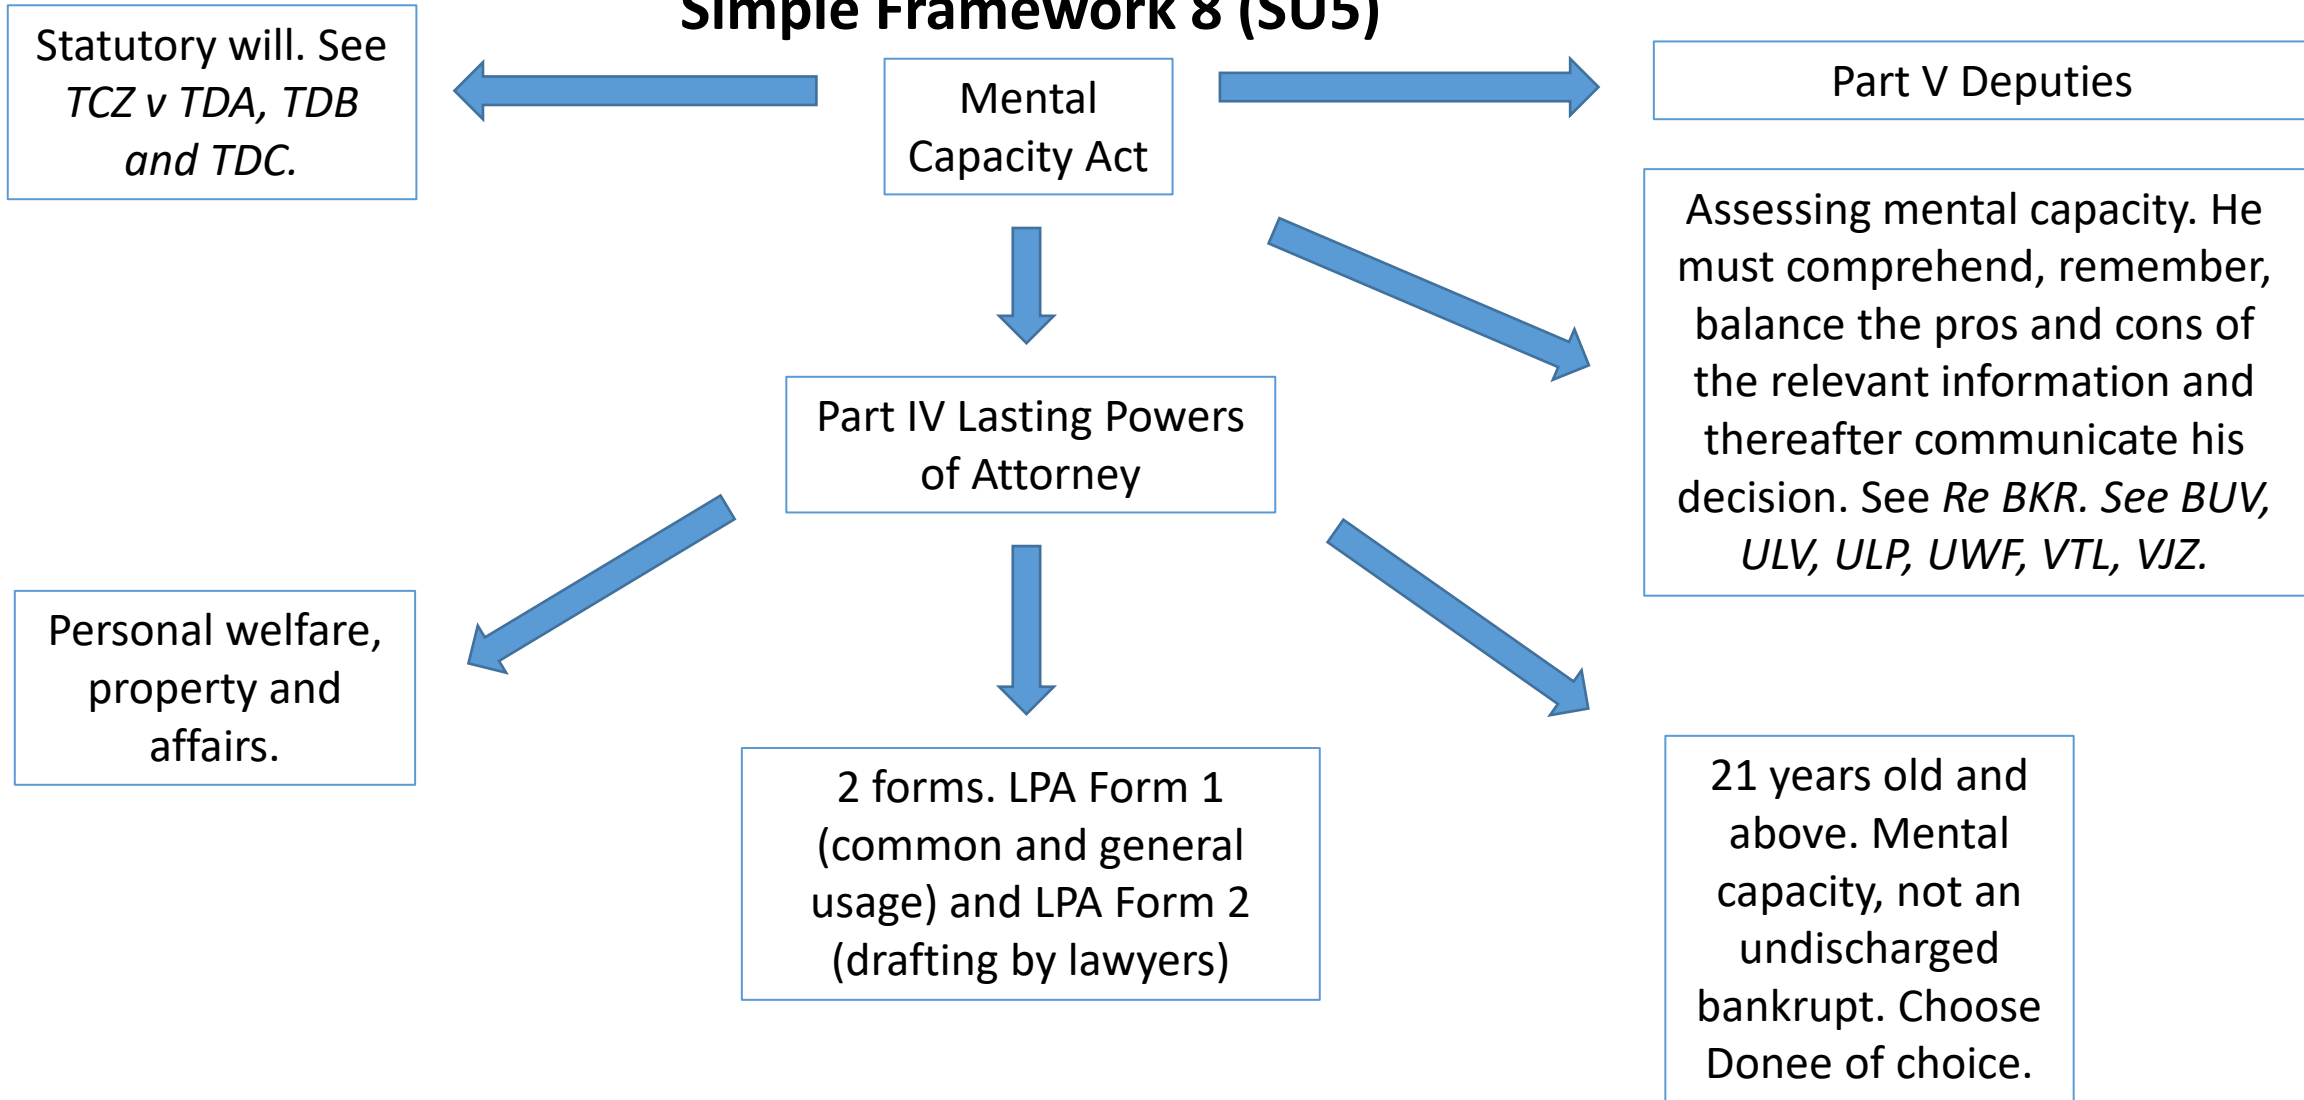 Simple Framework 8 (SU5)
Statutory will. See
TCZ v TDA, TDB
and TDC.
Mental
Capacity Act
Part V Deputies
Assessing mental capacity. He
must comprehend, remember,
balance the pros and cons of
the relevant information and
thereafter communicate his
decision. See Re BKR. See BUV,
ULV, ULP, UWF, VTL, VJZ.
Part IV Lasting Powers
of Attorney
Personal welfare,
property and
affairs.
2 forms. LPA Form 1
(common and general
usage) and LPA Form 2
(drafting by lawyers)
21 years old and
above. Mental
capacity, not an
undischarged
bankrupt. Choose
Donee of choice.